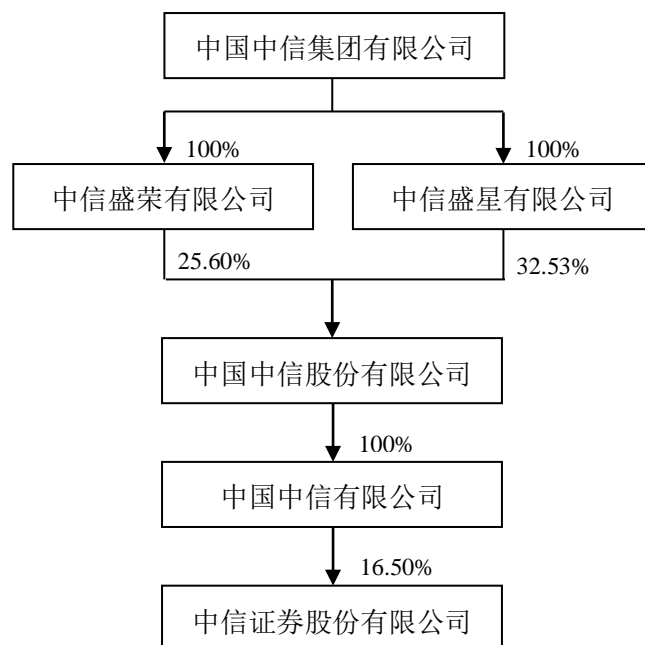 中国中信集团有限公司
100%
100%
中信盛荣有限公司
中信盛星有限公司
25.60%
32.53%
中国中信股份有限公司
100%
中国中信有限公司
16.50%
中信证券股份有限公司